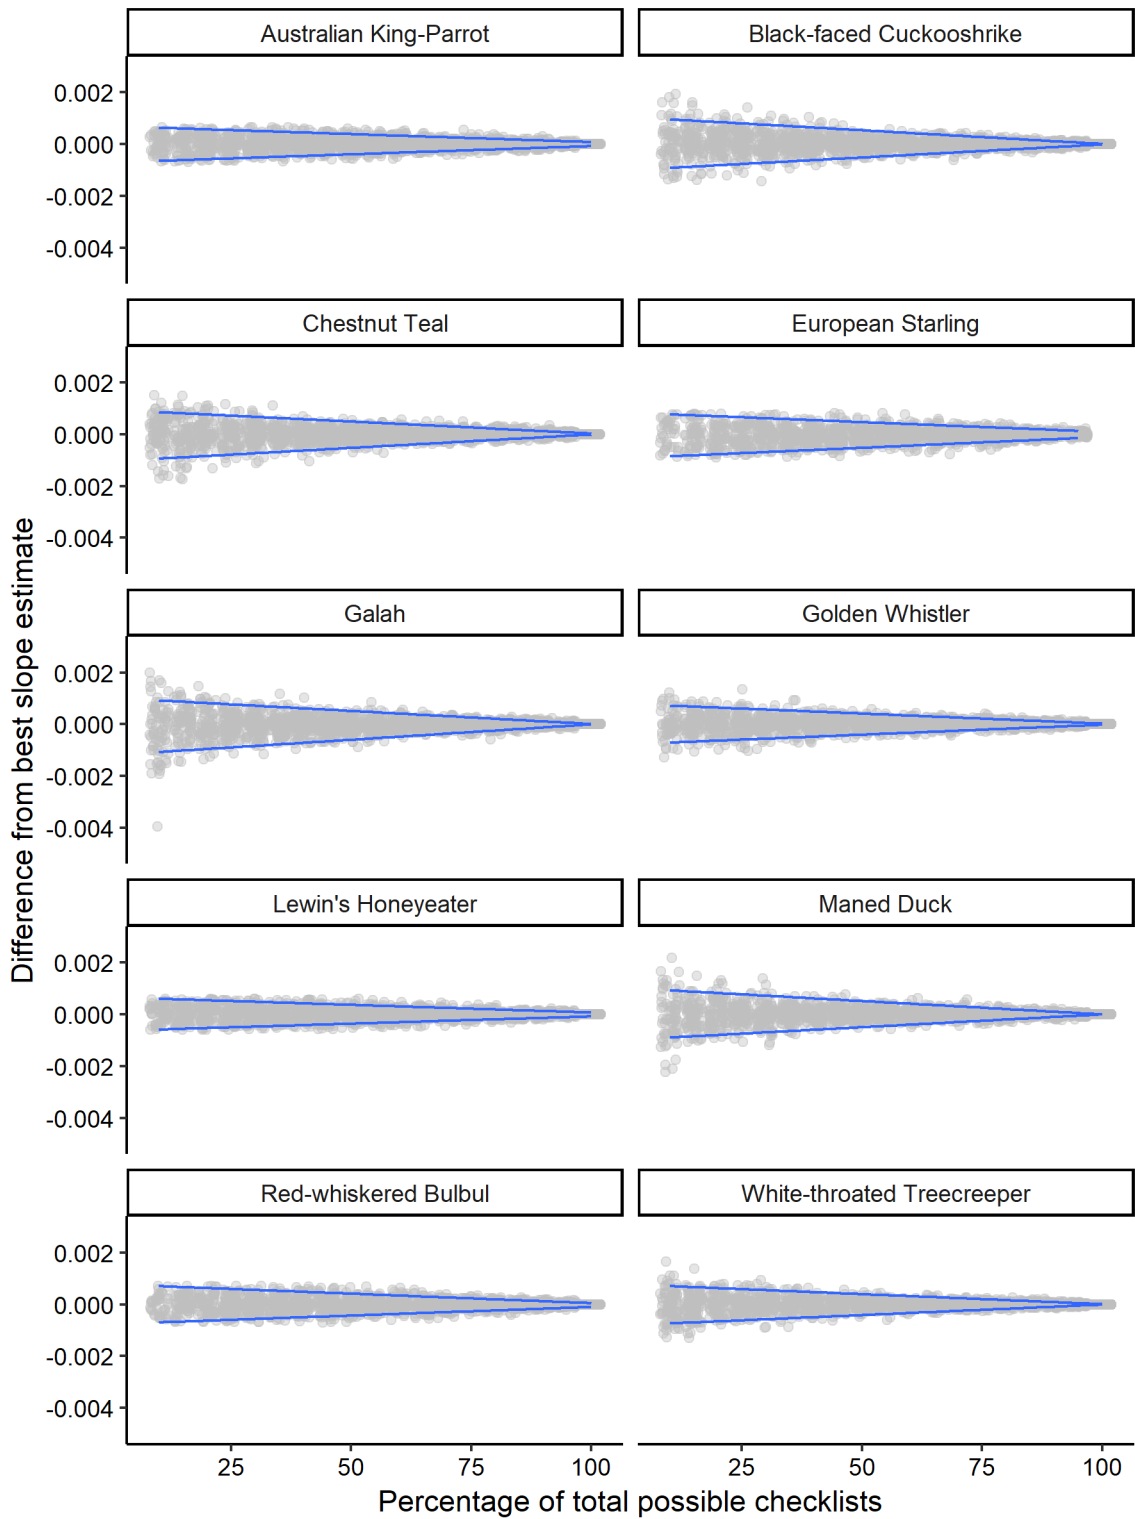 Australian King-Parrot
Black-faced Cuckooshrike
0.002
0.000
-0.002
-0.004
Chestnut Teal
European Starling
0.002
0.000
-0.002
-0.004
Galah
Golden Whistler
0.002
0.000
-0.002
-0.004
Lewin's Honeyeater
Maned Duck
0.002
0.000
-0.002
-0.004
Red-whiskered Bulbul
White-throated Treecreeper
0.002
0.000
-0.002
-0.004
25 50 75 100 25 50 75 100
Percentage of total possible checklists
Difference from best slope estimate